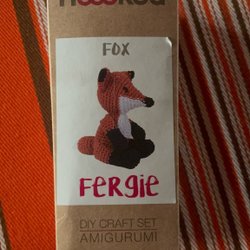 FOX
FERGiE
DIY CRAFT SET
AMIGURUMI